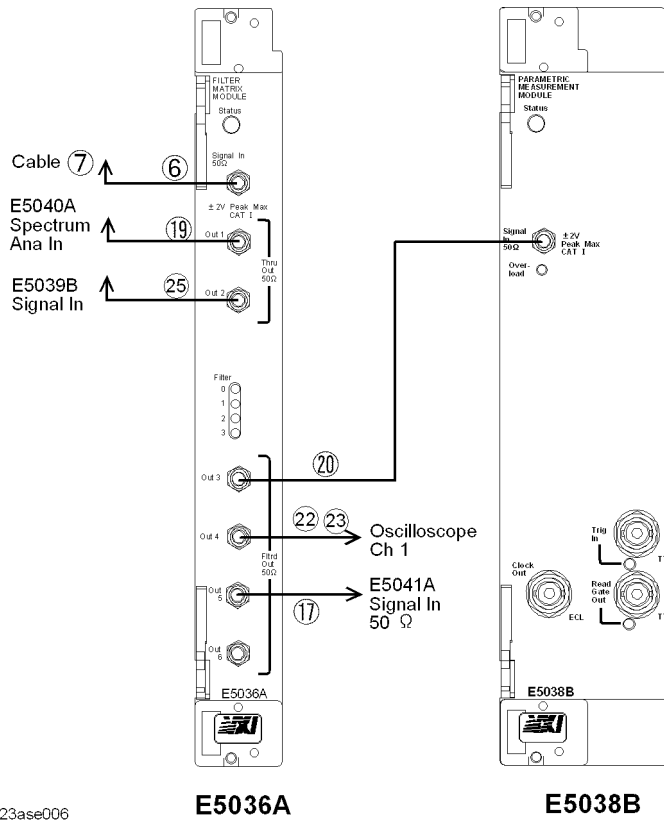 FILTER
MATRIX
MODULE
Status
Signal In
50Ω
Cable 7
6
± 2V Peak Max
CAT I
E5040A
Spectrum
Ana In
19
Out 1
Thru
Out
50Ω
E5039B
Signal In
25
Out 2
Filter
0
1
2
3
Out 3
20
Out 4
22 23
Oscilloscope
Ch 1
Fltrd
Out
50Ω
Out
5
17
E5041A
Signal In
50 Ω
Out
6
E5036A
VXI
E5036A
PARAMETRIC
MEASUREMENT
MODULE
Status
Signal
In
50Ω
± 2V
Peak Max
CAT I
Over-
load
Trig
In
Clock
Out
ECL
Read
Gate
Out
E5038B
VXI
E5038B
23ase006